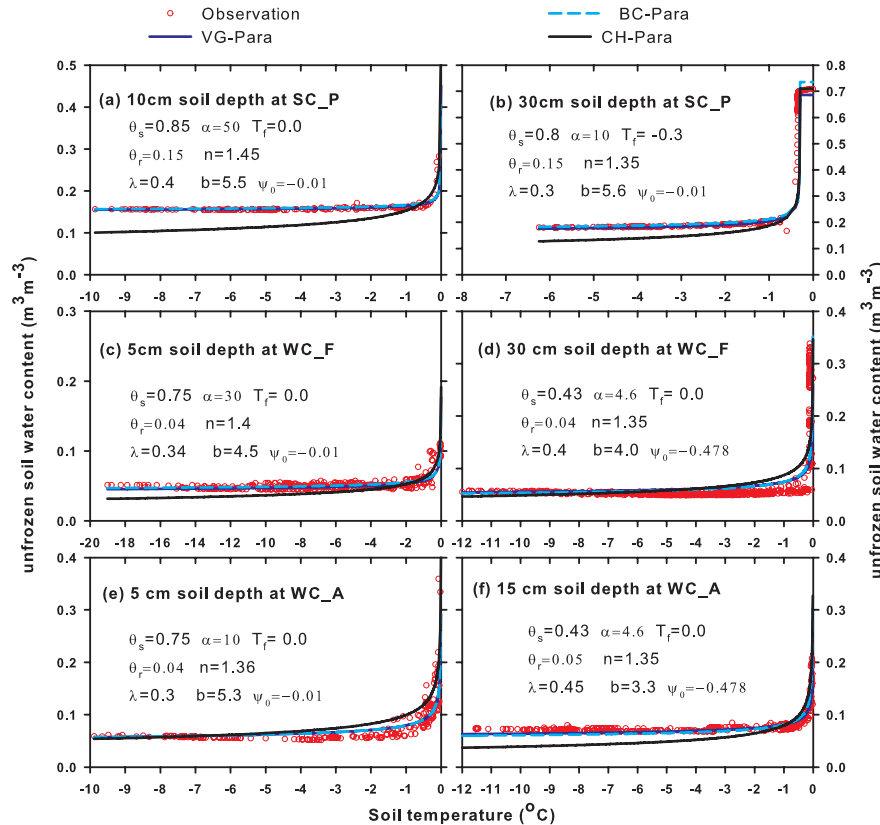 Observation
BC-Para
VG-Para
CH-Para
unfrozen soil water content (m³m⁻³)
0.5
0.4
0.3
0.2
0.1
0.0
(a) 10cm soil depth at SC_P
θs=0.85 α=50 Tf=0.0
θr=0.15 n=1.45
λ=0.4 b=5.5 ψ0=−0.01
-10 -9 -8 -7 -6 -5 -4 -3 -2 -1 0
0.8
0.7
0.6
0.5
0.4
0.3
0.2
0.1
0.0
(b) 30cm soil depth at SC_P
θs=0.8 α=10 Tf= -0.3
θr=0.15 n=1.35
λ=0.3 b=5.6 ψ0=−0.01
-8 -7 -6 -5 -4 -3 -2 -1 0
0.3
0.2
0.1
0.0
(c) 5cm soil depth at WC_F
θs=0.75 α=30 Tf= 0.0
θr=0.04 n=1.4
λ=0.34 b=4.5 ψ0=−0.01
-20 -18 -16 -14 -12 -10 -8 -6 -4 -2 0
0.4
0.3
0.2
0.1
0.0
(d) 30 cm soil depth at WC_F
θs=0.43 α=4.6 Tf= 0.0
θr=0.04 n=1.35
λ=0.4 b=4.0 ψ0=−0.478
-12 -11 -10 -9 -8 -7 -6 -5 -4 -3 -2 -1 0
0.4
0.3
0.2
0.1
0.0
(e) 5 cm soil depth at WC_A
θs=0.75 α=10 Tf= 0.0
θr=0.04 n=1.36
λ=0.3 b=5.3 ψ0=−0.01
-10 -9 -8 -7 -6 -5 -4 -3 -2 -1 0
0.4
0.3
0.2
0.1
0.0
(f) 15 cm soil depth at WC_A
θs=0.43 α=4.6 Tf=0.0
θr=0.05 n=1.35
λ=0.45 b=3.3 ψ0=−0.478
-12 -11 -10 -9 -8 -7 -6 -5 -4 -3 -2 -1 0
unfrozen soil water content (m³m⁻³)
Soil temperature (°C)